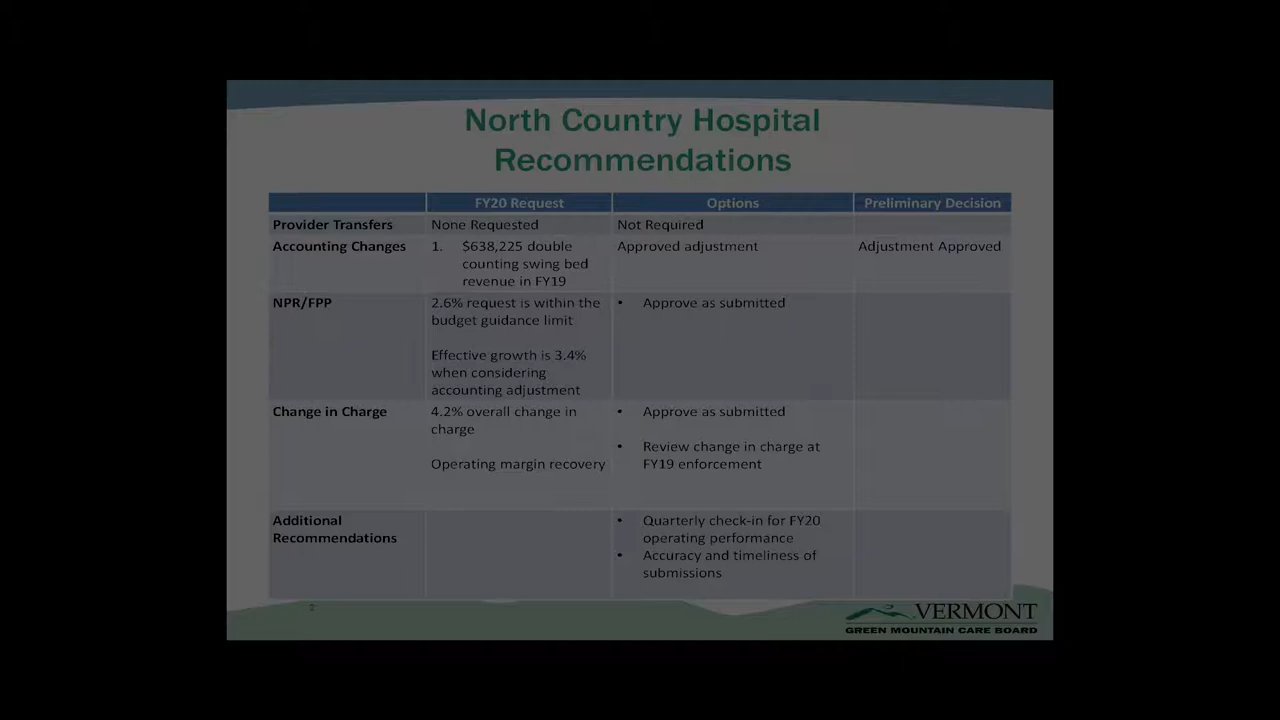 North Country Hospital
Recommendations
FY20 Request
Options
Preliminary Decision
Provider Transfers
None Requested
Not Required
Accounting Changes
1. $638,225 double
counting swing bed
revenue in FY19
Approved adjustment
Adjustment Approved
NPR/FPP
2.6% request is within the
budget guidance limit
Effective growth is 3.4%
when considering
accounting adjustment
• Approve as submitted
Change in Charge
4.2% overall change in
charge
Operating margin recovery
• Approve as submitted
• Review change in charge at
FY19 enforcement
Additional
Recommendations
• Quarterly check-in for FY20
operating performance
• Accuracy and timeliness of
submissions
2
VERMONT
GREEN MOUNTAIN CARE BOARD